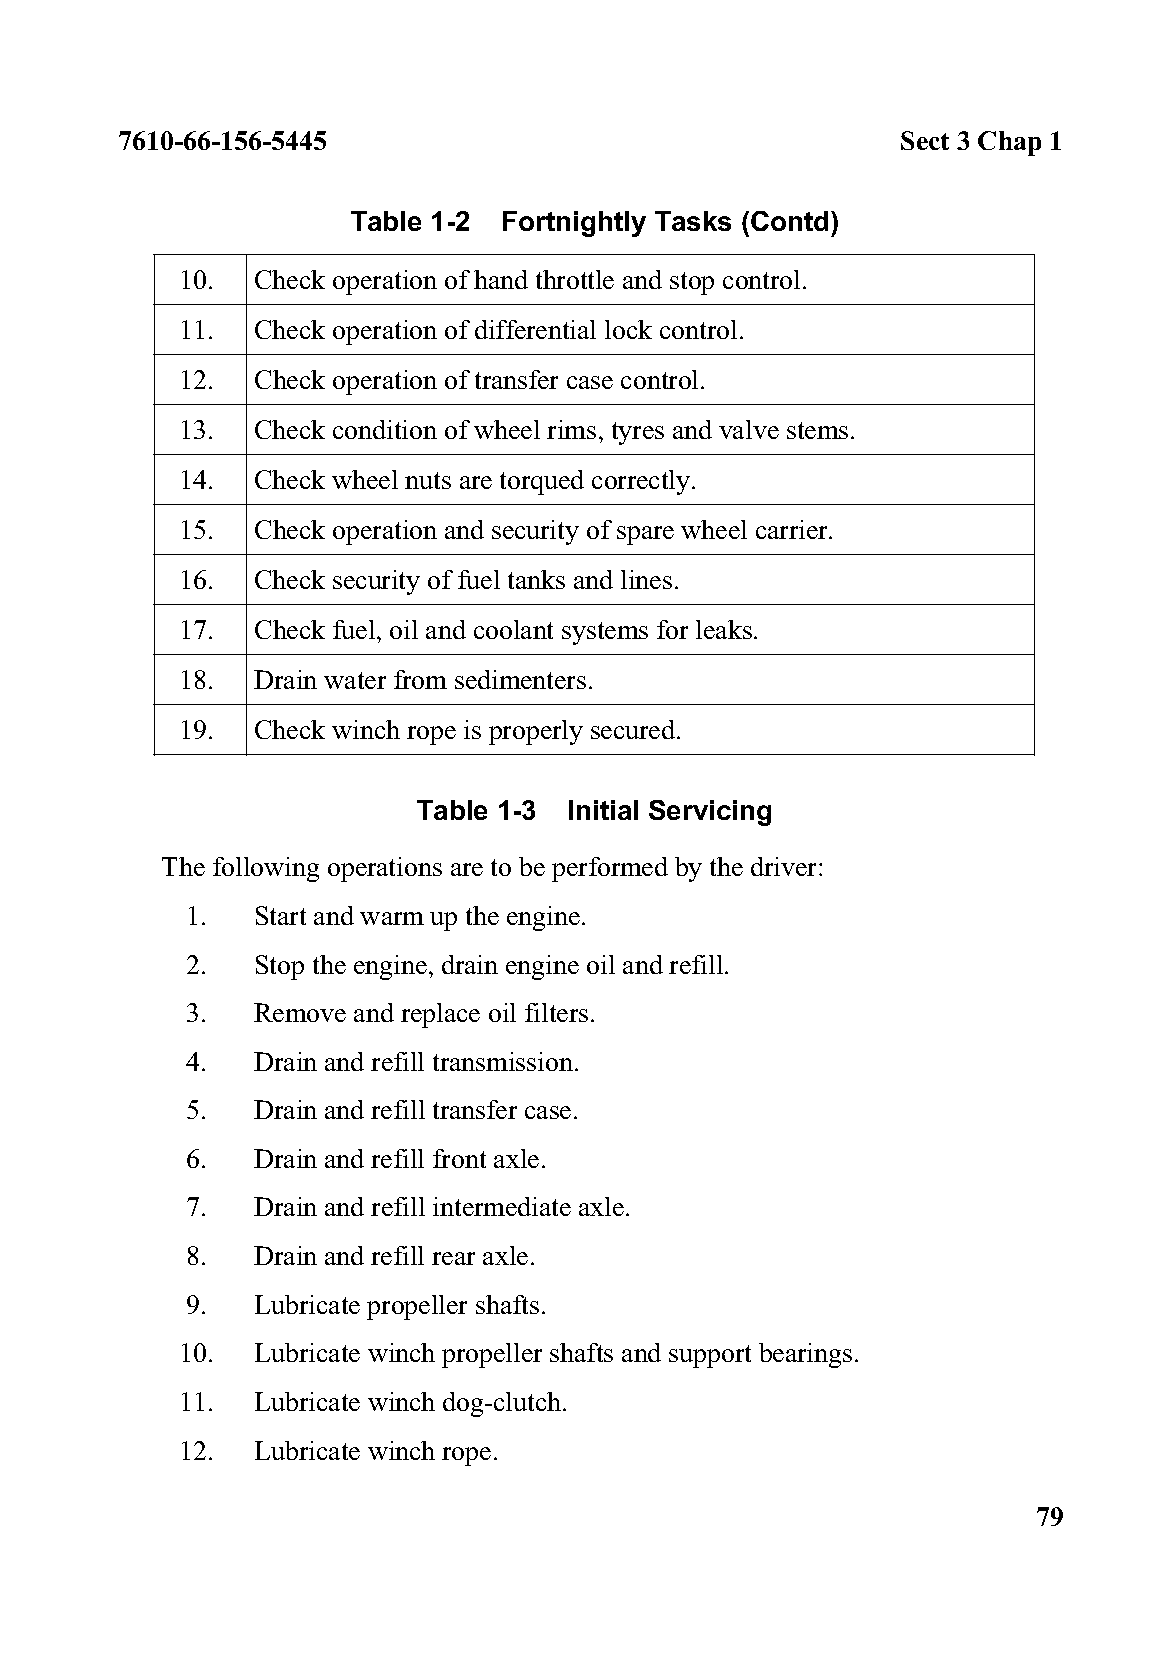 7610-66-156-5445 Sect 3 Chap 1
Table 1-2 Fortnightly Tasks (Contd)
10. Check operation of hand throttle and stop control.
11. Check operation of differential lock control.
12. Check operation of transfer case control.
13. Check condition of wheel rims, tyres and valve stems.
14. Check wheel nuts are torqued correctly.
15. Check operation and security of spare wheel carrier.
16. Check security of fuel tanks and lines.
17. Check fuel, oil and coolant systems for leaks.
18. Drain water from sedimenters.
19. Check winch rope is properly secured.
Table 1-3 Initial Servicing
The following operations are to be performed by the driver:
1. Start and warm up the engine.
2. Stop the engine, drain engine oil and refill.
3. Remove and replace oil filters.
4. Drain and refill transmission.
5. Drain and refill transfer case.
6. Drain and refill front axle.
7. Drain and refill intermediate axle.
8. Drain and refill rear axle.
9. Lubricate propeller shafts.
10. Lubricate winch propeller shafts and support bearings.
11. Lubricate winch dog-clutch.
12. Lubricate winch rope.
79